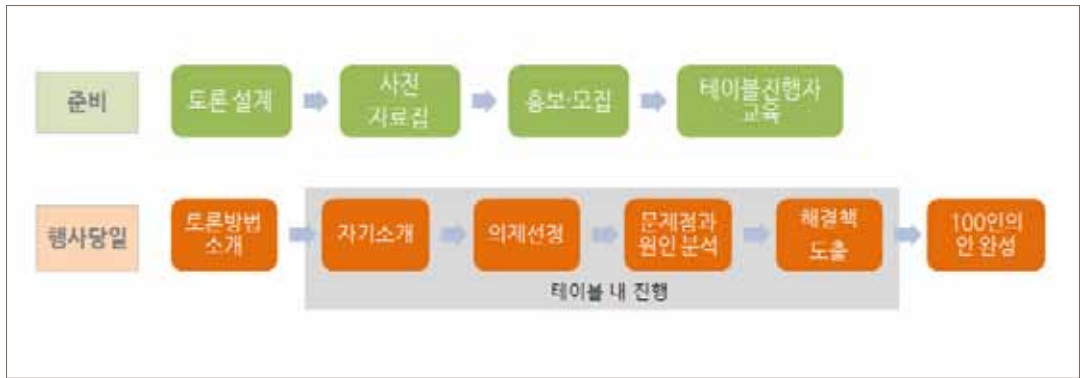 준비
토론 설계
사전
자료집
홍보·모집
테이블진행자
교육
행사당일
토론방법
소개
자기소개
의제선정
문제점과
원인 분석
해결책
도출
100인의
안 완성
테이블 내 진행